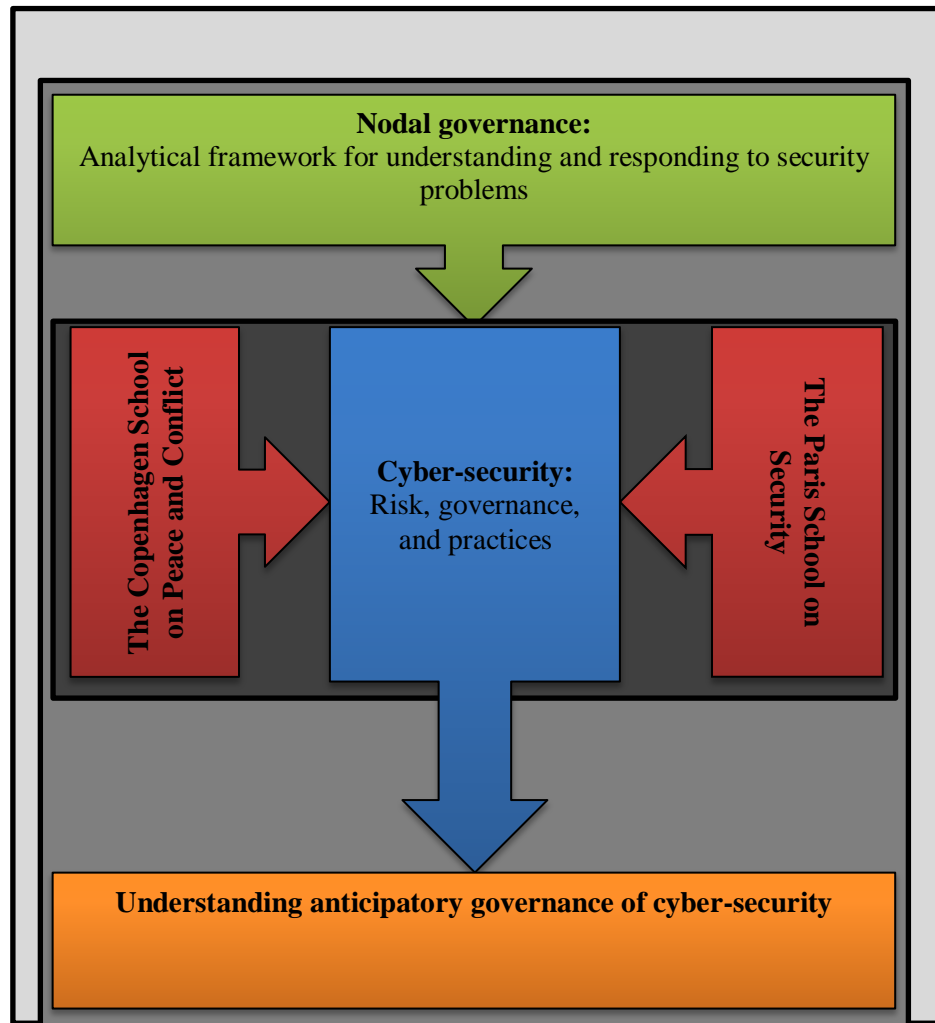 Nodal governance:
Analytical framework for understanding and responding to security
problems
The Copenhagen School
on Peace and Conflict
Cyber-security:
Risk, governance,
and practices
The Paris School on
Security
Understanding anticipatory governance of cyber-security